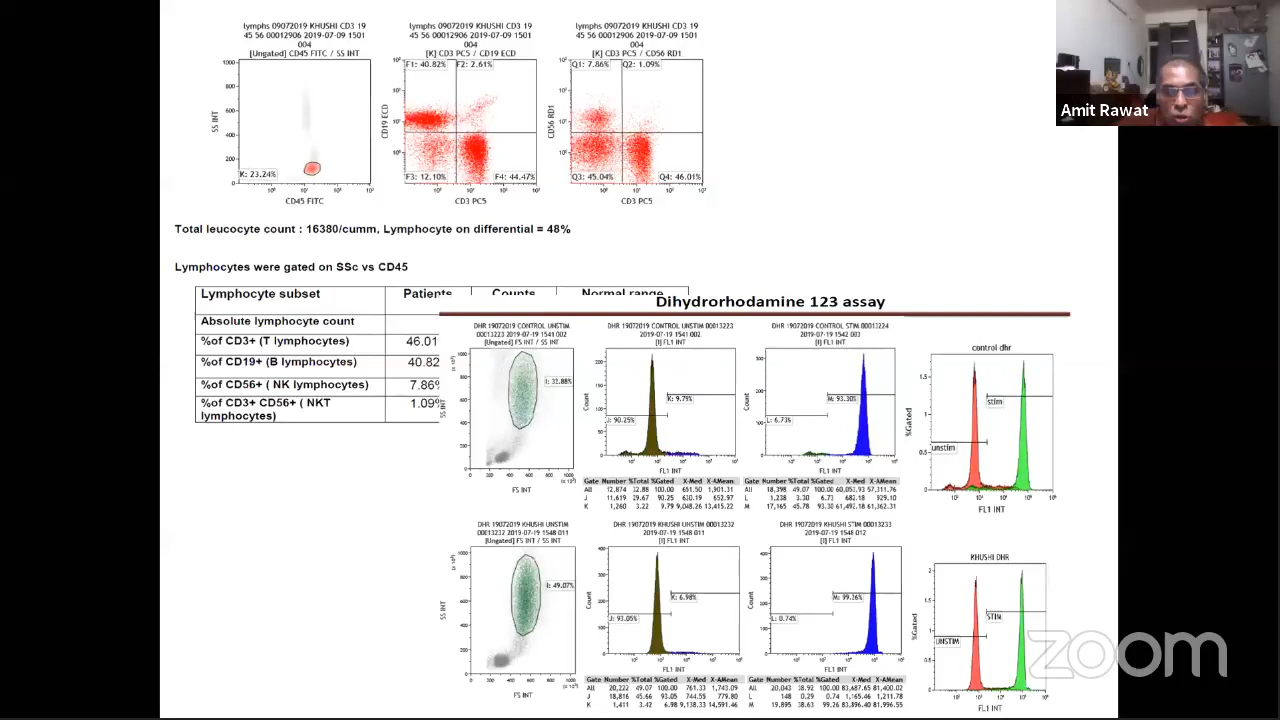 lymphs 09072019 KHUSHI CD3 19
45 56 00012906 2019-07-09 1501
004
[Ungated] CD45 FITC / SS INT
K: 23.24%
SS INT
CD45 FITC
lymphs 09072019 KHUSHI CD3 19
45 56 00012906 2019-07-09 1501
004
[K] CD3 PC5 / CD19 ECD
F1: 40.82%
F2: 2.61%
F3: 12.10%
F4: 44.47%
CD19 ECD
CD3 PC5
lymphs 09072019 KHUSHI CD3 19
45 56 00012906 2019-07-09 1501
004
[K] CD3 PC5 / CD56 RD1
Q1: 7.86%
Q2: 1.09%
Q3: 45.04%
Q4: 46.01%
CD56 RD1
CD3 PC5
Amit Rawat
Total leucocyte count : 16380/cumm, Lymphocyte on differential = 48%
Lymphocytes were gated on SSc vs CD45
Lymphocyte subset Patients Counts Normal range
Absolute lymphocyte count
%of CD3+ (T lymphocytes) 46.01
%of CD19+ (B lymphocytes) 40.82
%of CD56+ ( NK lymphocytes) 7.86%
%of CD3+ CD56+ ( NKT
lymphocytes) 1.09%
Dihydrorhodamine 123 assay
DHR 19072019 CONTROL UNSTIM
00013223 2019-07-19 1541 002
[Ungated] FS INT / SS INT
I: 32.88%
SS INT
FS INT
DHR 19072019 CONTROL UNSTIM 00013223
2019-07-19 1541 002
[I] FL1 INT
K: 9.79%
J: 90.25%
Count
FL1 INT
Gate Number %Total %Gated X-Med X-AMean
All 12,874 32.88 100.00 651.50 1,901.31
J 11,619 29.67 90.25 630.19 652.97
K 1,260 3.22 9.79 9,048.26 13,415.22
DHR 19072019 CONTROL STIM 00013224
2019-07-19 1542 003
[I] FL1 INT
M: 93.30%
L: 6.73%
Count
FL1 INT
Gate Number %Total %Gated X-Med X-AMean
All 18,398 49.07 100.00 60,051.93 57,311.76
L 1,238 3.30 6.73 682.18 929.10
M 17,165 45.78 93.30 61,492.18 61,362.31
control dhr
stim
unstim
%Gated
FL1 INT
DHR 19072019 KHUSHI UNSTIM
00013232 2019-07-19 1548 011
[Ungated] FS INT / SS INT
I: 49.07%
SS INT
FS INT
DHR 19072019 KHUSHI UNSTIM 00013232
2019-07-19 1548 011
[I] FL1 INT
K: 6.98%
J: 93.05%
Count
FL1 INT
Gate Number %Total %Gated X-Med X-AMean
All 20,222 49.07 100.00 761.33 1,743.09
J 18,816 45.66 93.05 744.55 779.80
K 1,411 3.42 6.98 9,138.33 14,591.46
DHR 19072019 KHUSHI STIM 00013233
2019-07-19 1548 012
[I] FL1 INT
M: 99.26%
L: 0.74%
Count
FL1 INT
Gate Number %Total %Gated X-Med X-AMean
All 20,043 38.92 100.00 83,687.65 81,400.02
L 148 0.29 0.74 1,165.46 1,211.78
M 19,895 38.63 99.26 83,896.40 81,996.55
KHUSHI DHR
STIM
UNSTIM
%Gated
FL1 INT
zoom